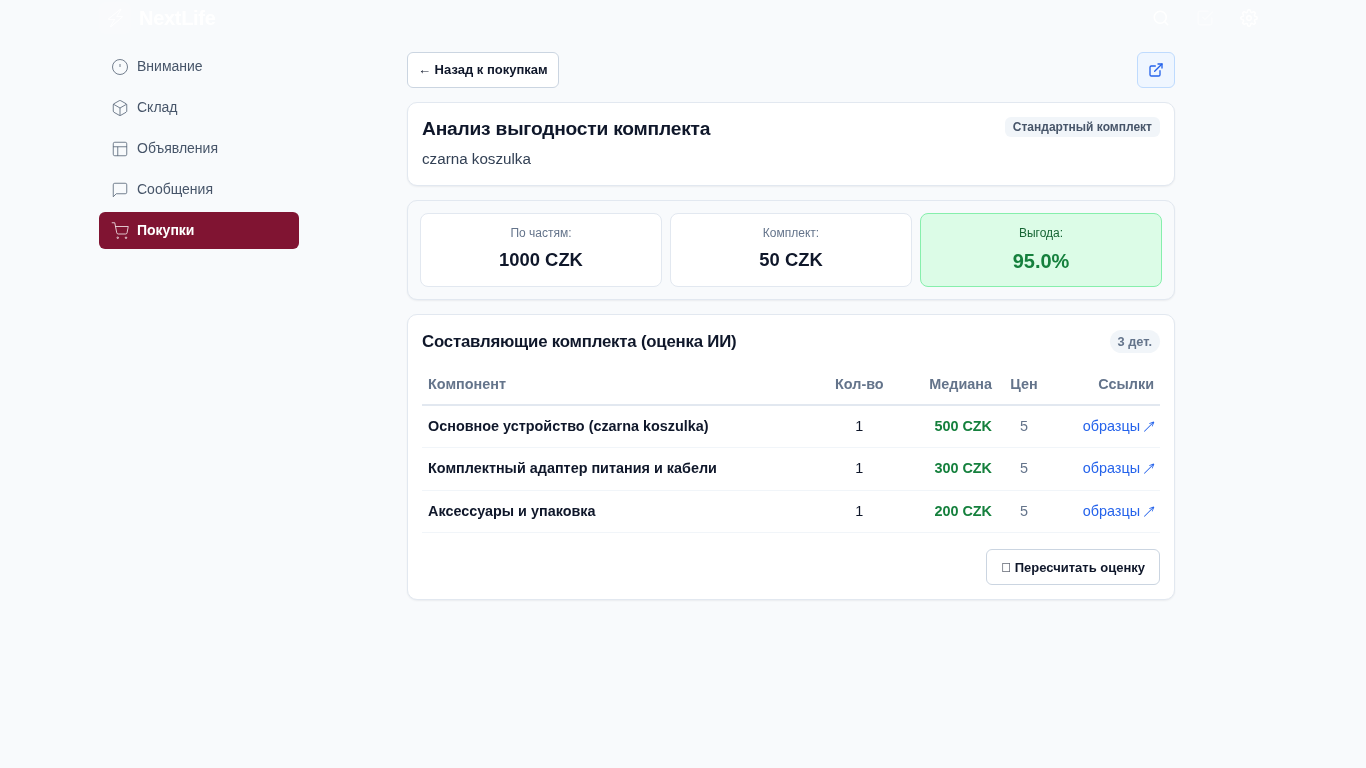 NextLife
Внимание
Склад
Объявления
Сообщения
Покупки
← Назад к покупкам
Анализ выгодности комплекта
Стандартный комплект
czarna koszulka
По частям:
1000 CZK
Комплект:
50 CZK
Выгода:
95.0%
Составляющие комплекта (оценка ИИ)
3 дет.
Компонент Кол-во Медиана Цен Ссылки
Основное устройство (czarna koszulka) 1 500 CZK 5 образцы ↗
Комплектный адаптер питания и кабели 1 300 CZK 5 образцы ↗
Аксессуары и упаковка 1 200 CZK 5 образцы ↗
Пересчитать оценку